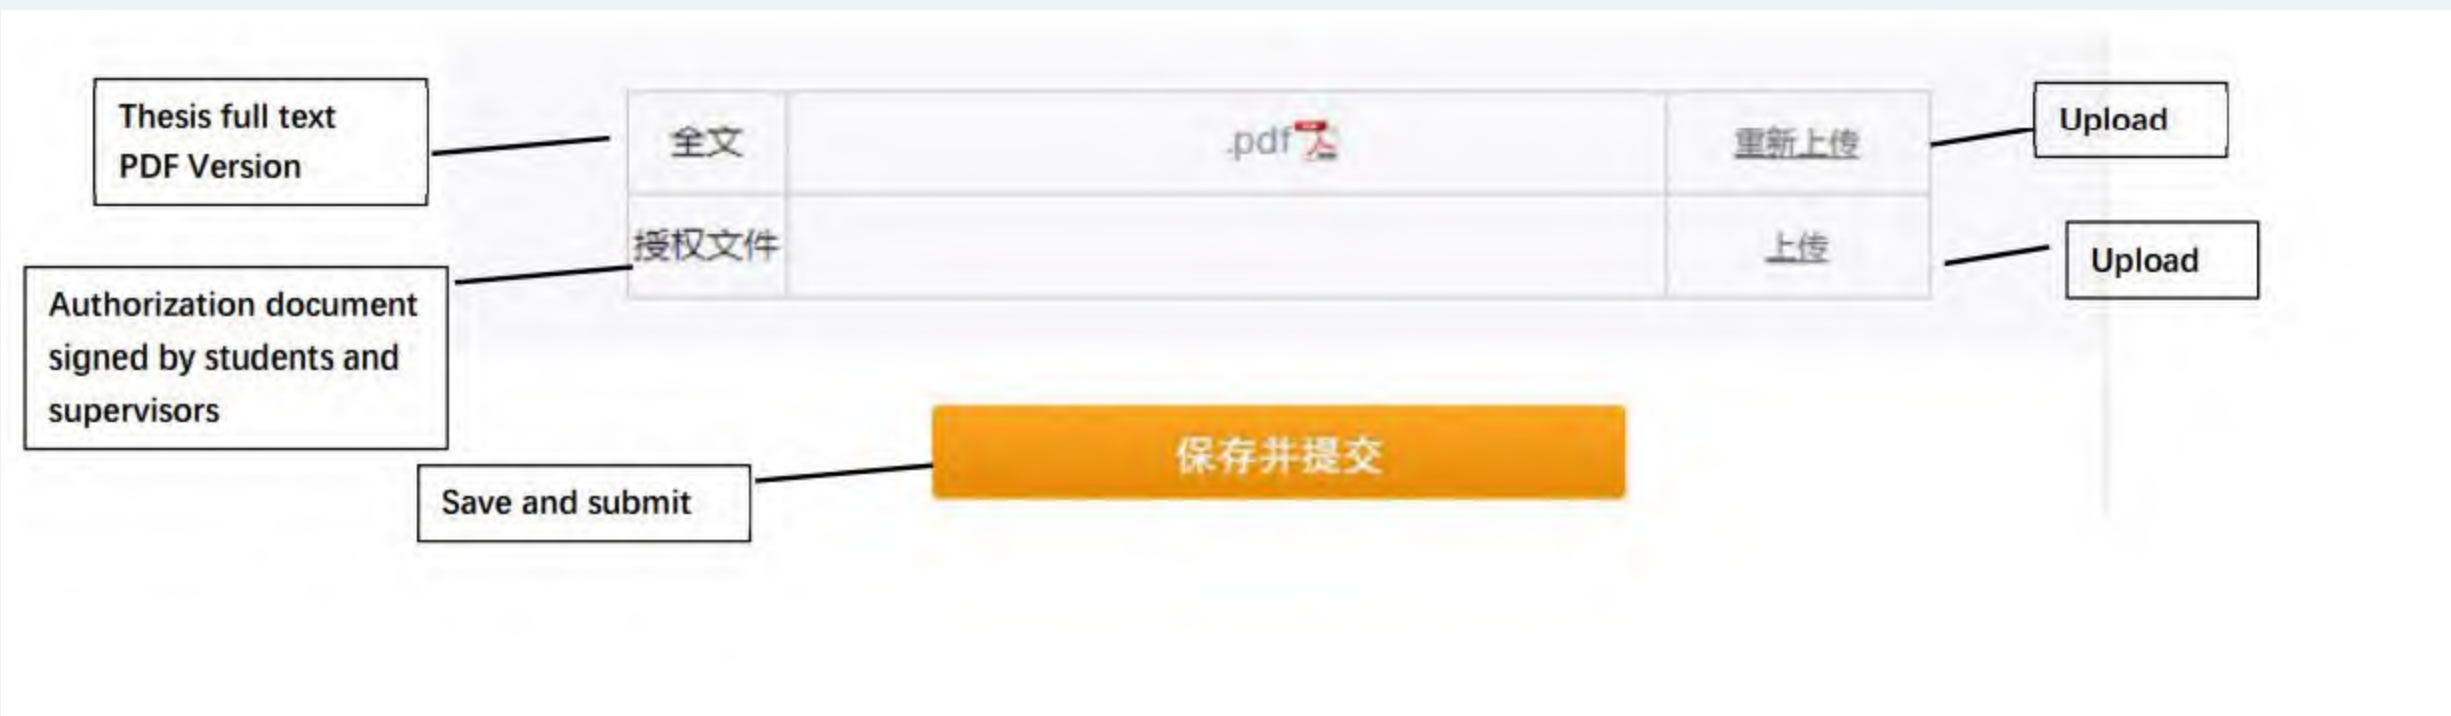 Thesis full text
PDF Version
全文
.pdf
重新上传
Upload
授权文件
上传
Upload
Authorization document
signed by students and
supervisors
保存并提交
Save and submit